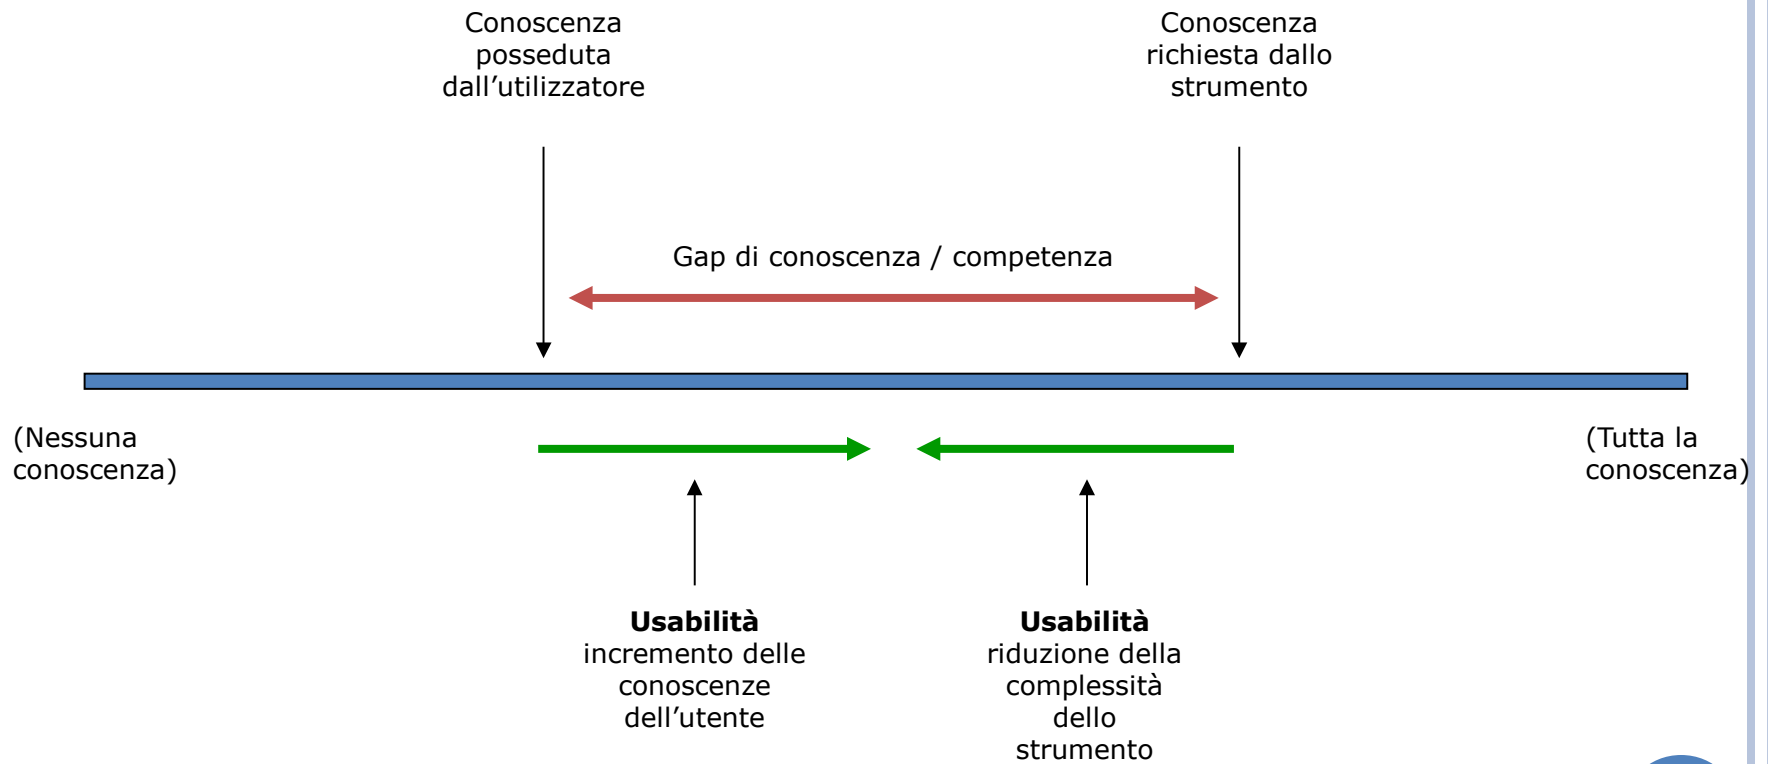 Conoscenza
posseduta
dall’utilizzatore
Conoscenza
richiesta dallo
strumento
Gap di conoscenza / competenza
(Nessuna
conoscenza)
(Tutta la
conoscenza)
Usabilità
incremento delle
conoscenze
dell’utente
Usabilità
riduzione della
complessità
dello
strumento